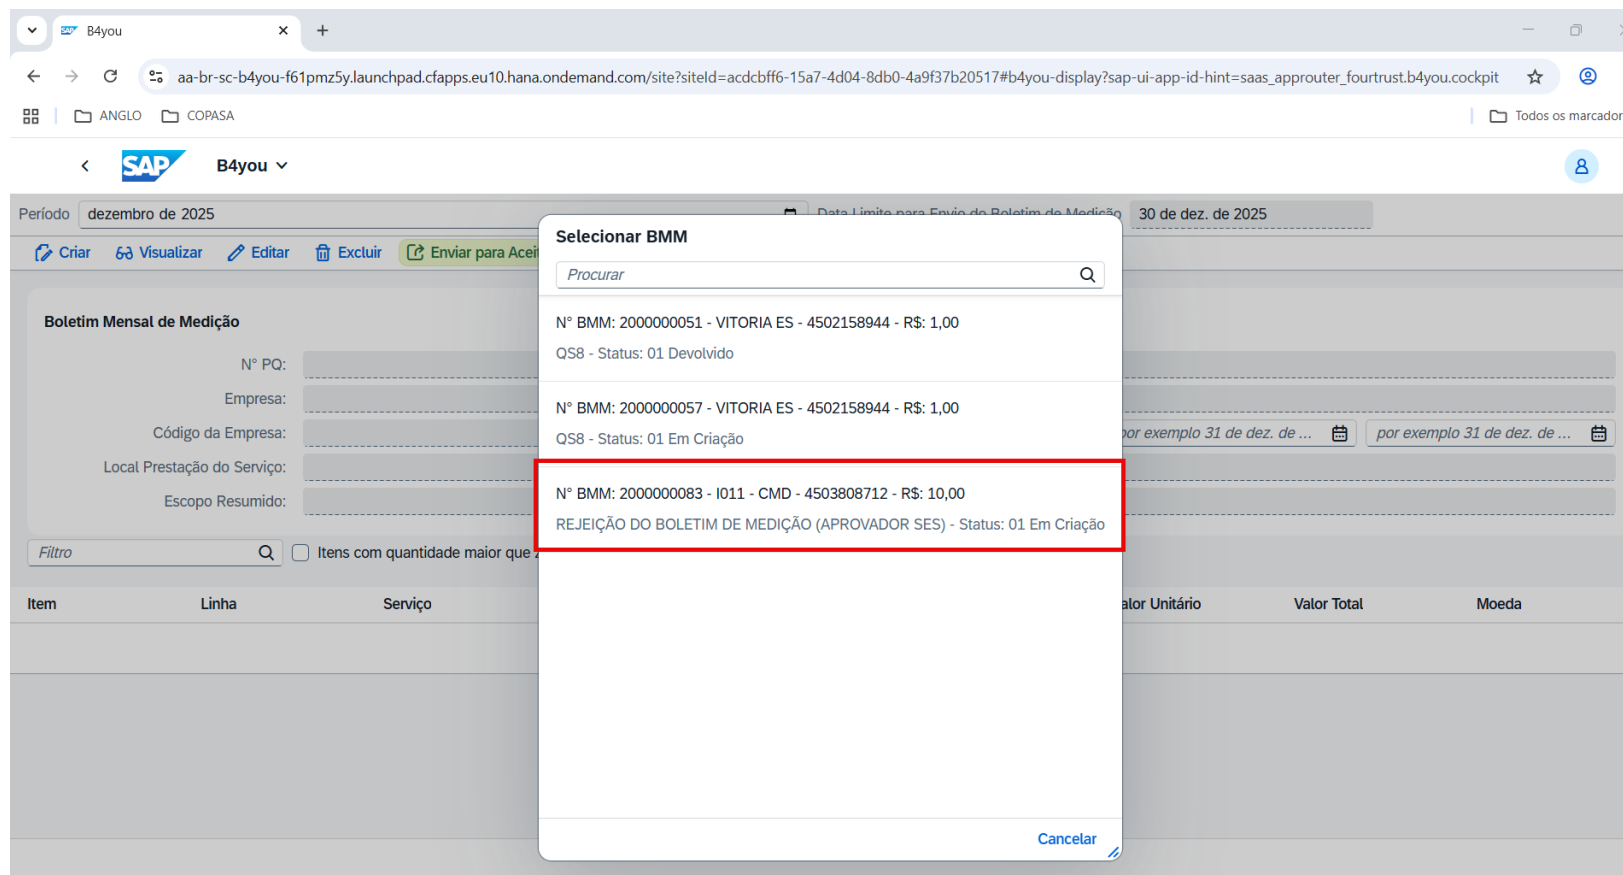 B4you
aa-br-sc-b4you-f61pmz5y.launchpad.cfapps.eu10.hana.ondemand.com/site?siteId=acdcbff6-15a7-4d04-8db0-4a9f37b20517#b4you-display?sap-ui-app-id-hint=saas_approuter_fourtrust.b4you.cockpit
ANGLO COPASA Todos os marcador
SAP B4you
Período dezembro de 2025 Data Limite para Envio do Boletim de Medição 30 de dez. de 2025
Criar Visualizar Editar Excluir Enviar para Acei
Selecionar BMM
Procurar
N° BMM: 2000000051 - VITORIA ES - 4502158944 - R$: 1,00
QS8 - Status: 01 Devolvido
N° BMM: 2000000057 - VITORIA ES - 4502158944 - R$: 1,00
QS8 - Status: 01 Em Criação
N° BMM: 2000000083 - I011 - CMD - 4503808712 - R$: 10,00
REJEIÇÃO DO BOLETIM DE MEDIÇÃO (APROVADOR SES) - Status: 01 Em Criação
Cancelar
Boletim Mensal de Medição
N° PQ:
Empresa:
Código da Empresa: por exemplo 31 de dez. de ... por exemplo 31 de dez. de ...
Local Prestação do Serviço:
Escopo Resumido:
Filtro Itens com quantidade maior que
Item Linha Serviço alor Unitário Valor Total Moeda